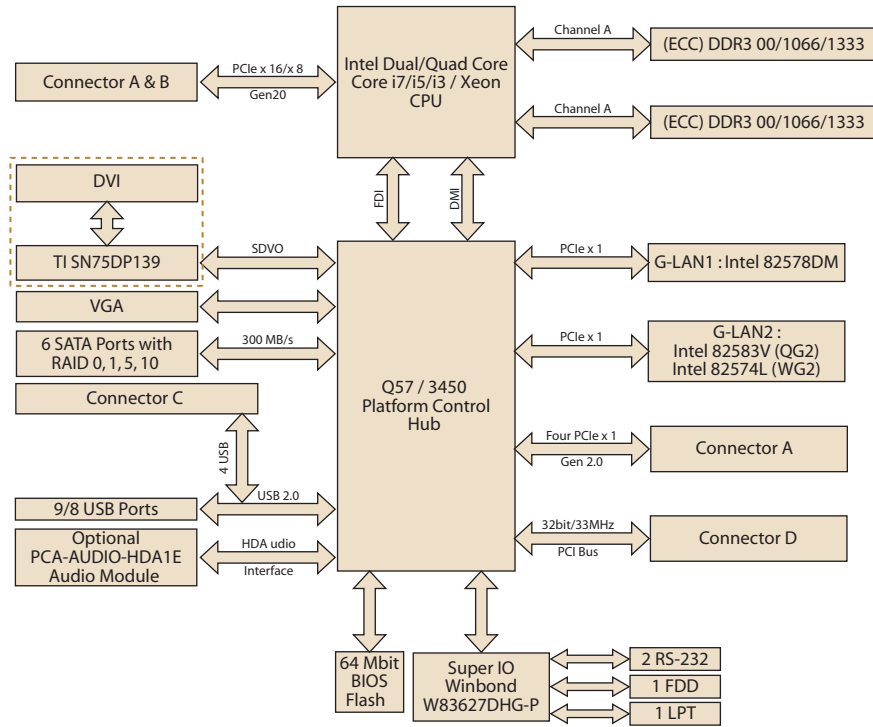 Intel Dual/Quad Core
Core i7/i5/i3 / Xeon
CPU
Channel A
(ECC) DDR3 00/1066/1333
Channel A
(ECC) DDR3 00/1066/1333
Connector A & B
PCIe x 16/x 8
Gen20
FDI
DMI
DVI
TI SN75DP139
SDVO
VGA
6 SATA Ports with
RAID 0, 1, 5, 10
300 MB/s
Connector C
4 USB
9/8 USB Ports
USB 2.0
Optional
PCA-AUDIO-HDA1E
Audio Module
HDA udio
Interface
Q57 / 3450
Platform Control
Hub
PCIe x 1
G-LAN1 : Intel 82578DM
PCIe x 1
G-LAN2 :
Intel 82583V (QG2)
Intel 82574L (WG2)
Four PCIe x 1
Gen 2.0
Connector A
32bit/33MHz
PCI Bus
Connector D
64 Mbit
BIOS
Flash
Super IO
Winbond
W83627DHG-P
2 RS-232
1 FDD
1 LPT